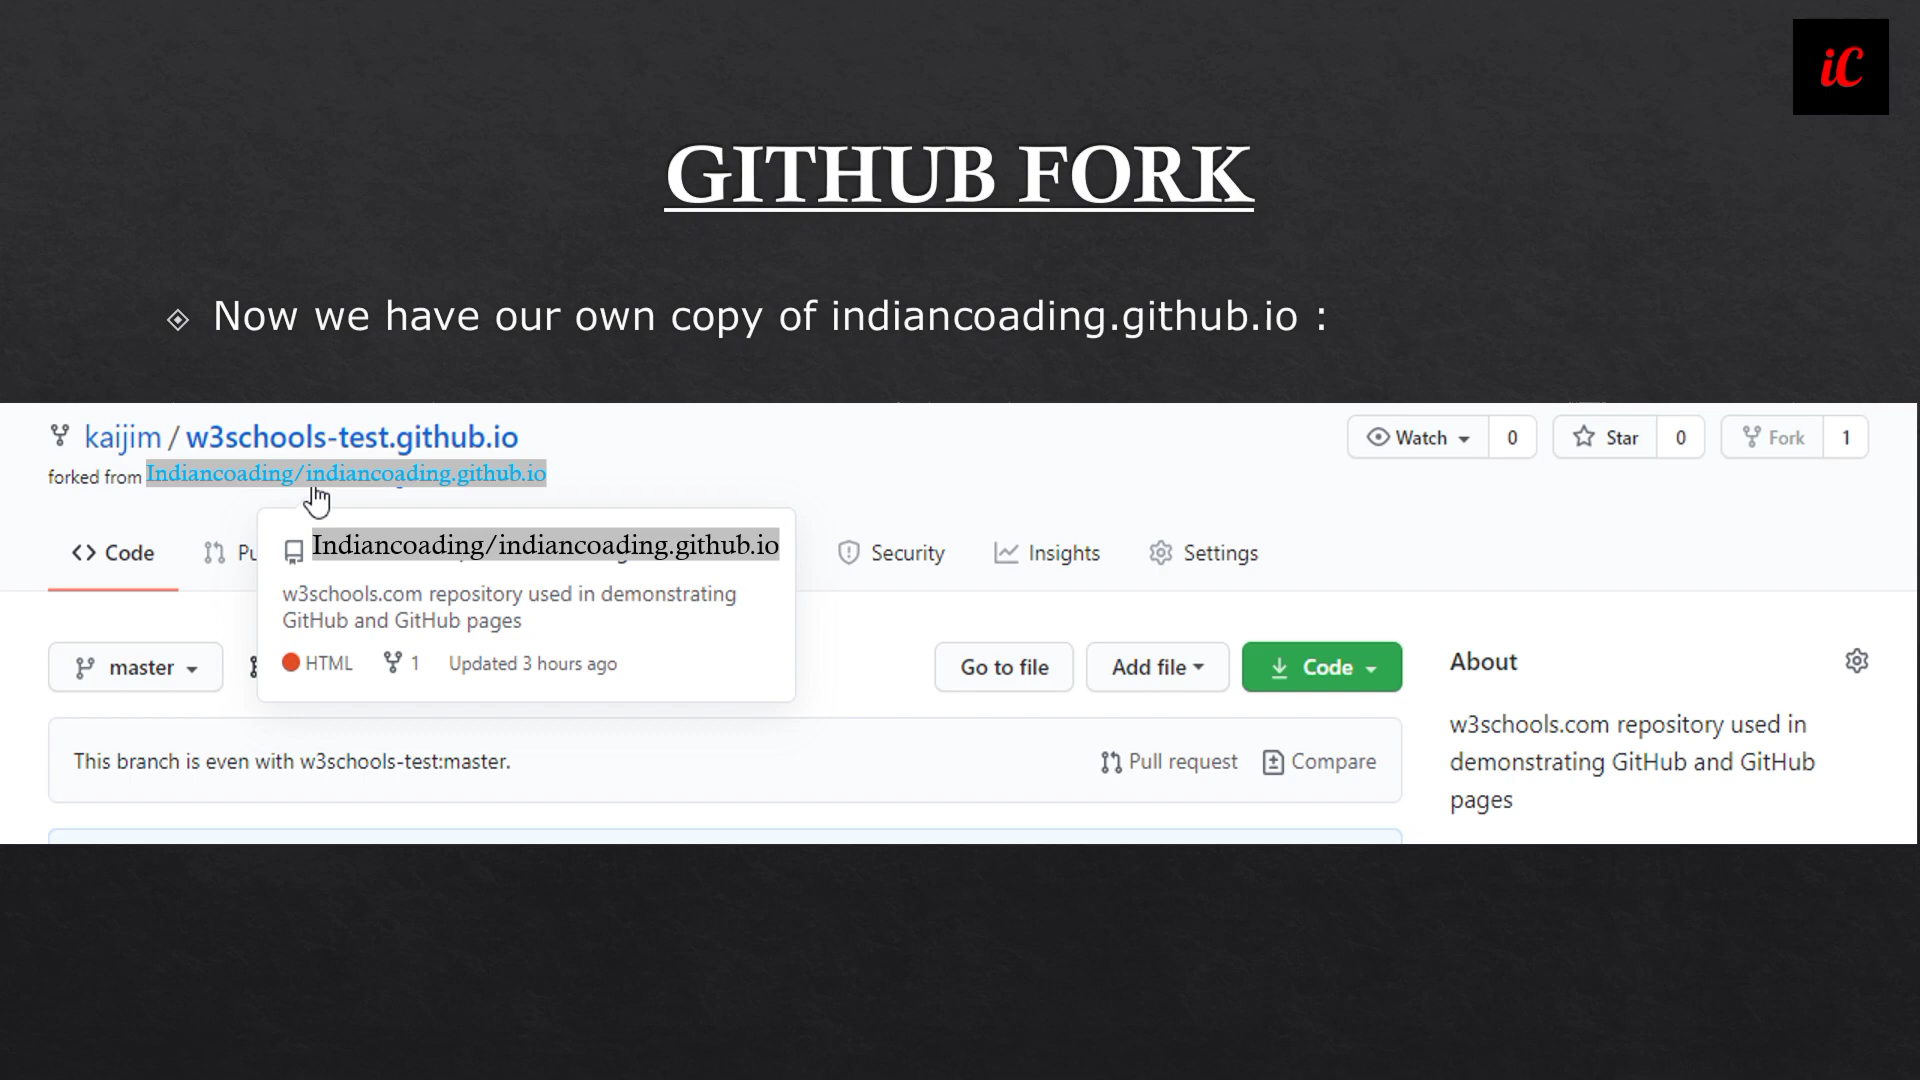 iC
GITHUB FORK
Now we have our own copy of indiancoading.github.io :
kaijim / w3schools-test.github.io
Watch 0 Star 0 Fork 1
forked from Indiancoading/indiancoading.github.io
Indiancoading/indiancoading.github.io
Code Pu Security Insights Settings
w3schools.com repository used in demonstrating
GitHub and GitHub pages
HTML 1 Updated 3 hours ago
master Go to file Add file Code About
This branch is even with w3schools-test:master. Pull request Compare
w3schools.com repository used in
demonstrating GitHub and GitHub
pages